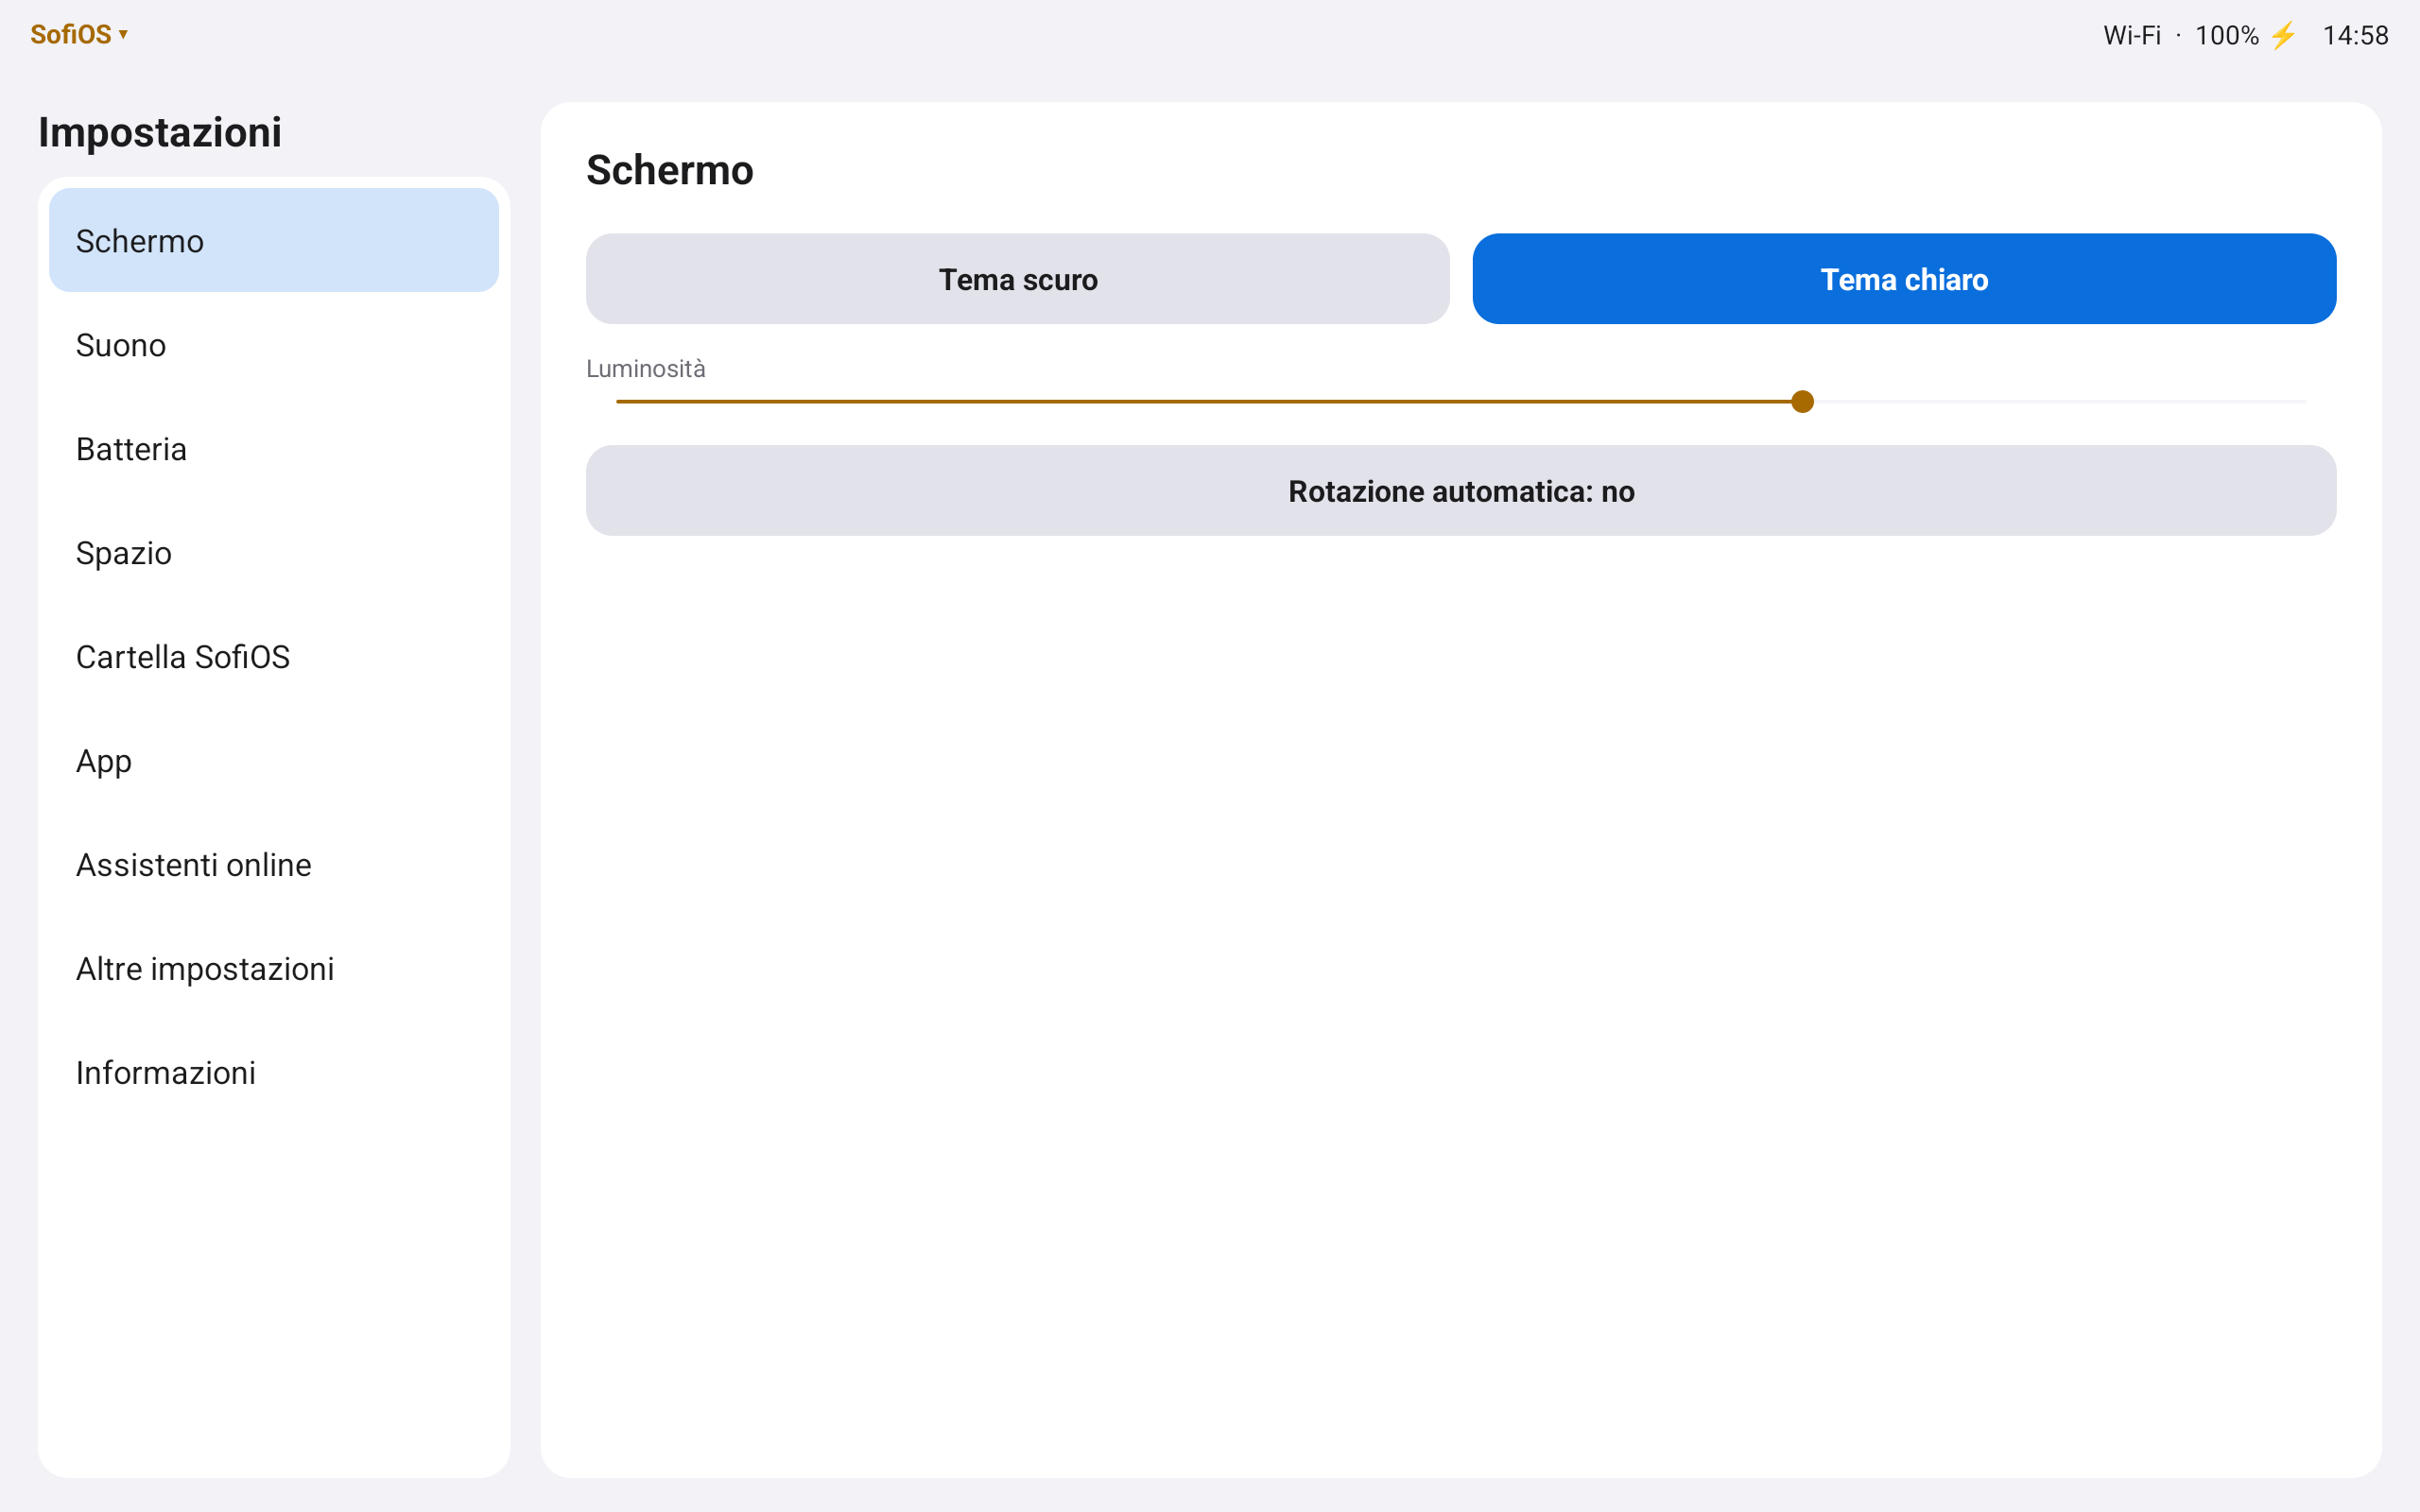 SofiOS ▾
Wi-Fi · 100% ⚡ 14:58
Impostazioni
Schermo
Suono
Batteria
Spazio
Cartella SofiOS
App
Assistenti online
Altre impostazioni
Informazioni
Schermo
Tema scuro
Tema chiaro
Luminosità
Rotazione automatica: no